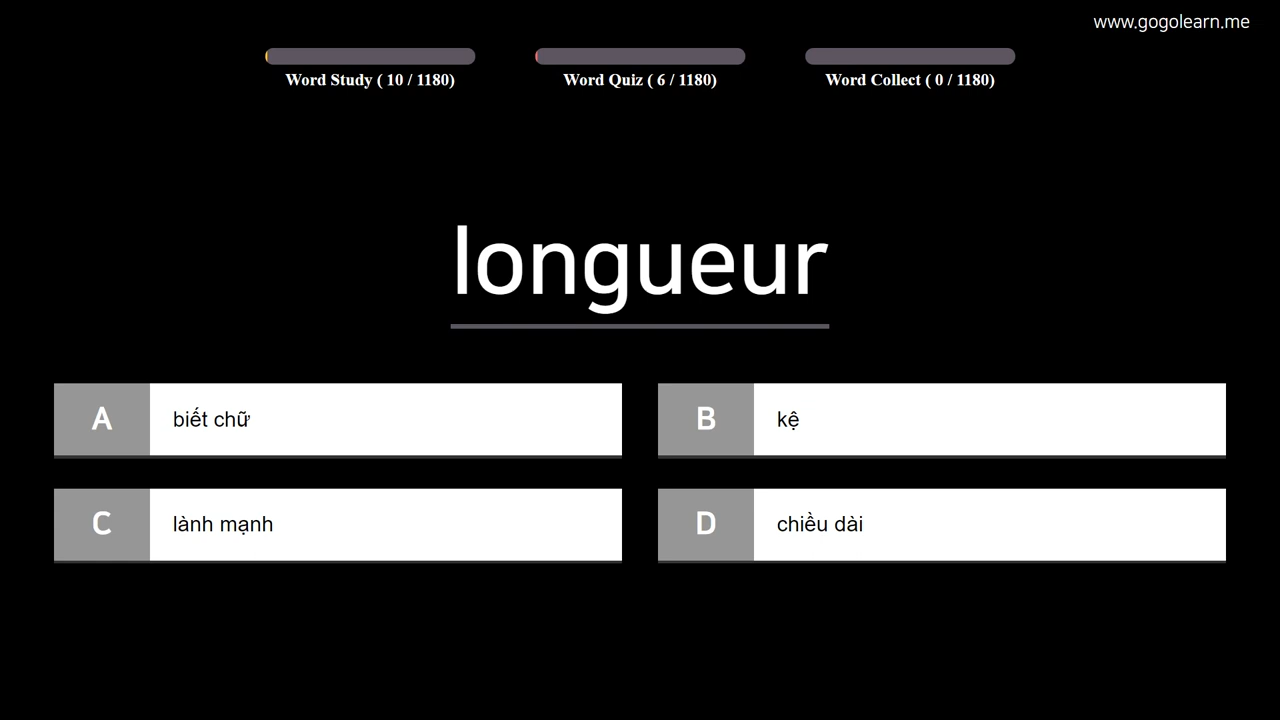 www.gogolearn.me
Word Study ( 10 / 1180)
Word Quiz ( 6 / 1180)
Word Collect ( 0 / 1180)
longueur
A biết chữ
B kệ
C lành mạnh
D chiều dài